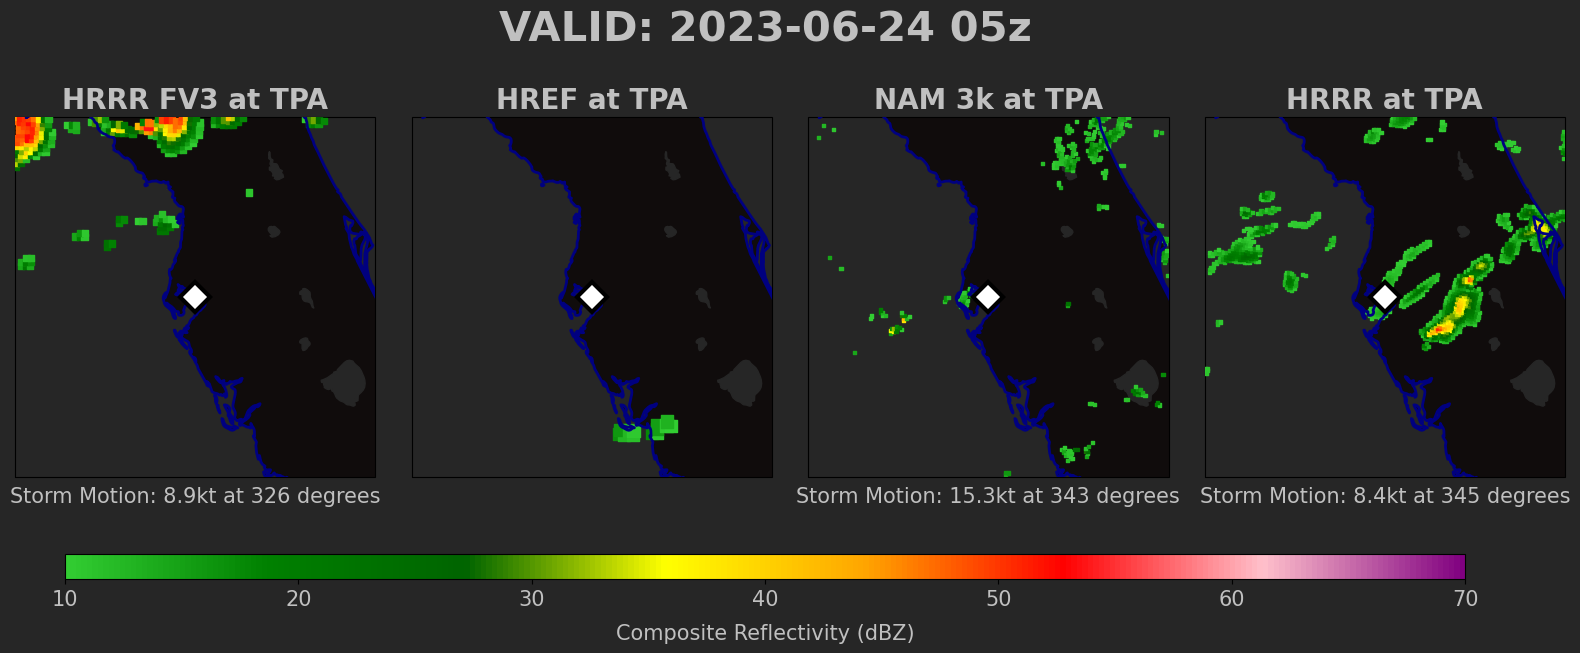 VALID: 2023-06-24 05z
HRRR FV3 at TPA
HREF at TPA
NAM 3k at TPA
HRRR at TPA
Storm Motion: 8.9kt at 326 degrees
Storm Motion: 15.3kt at 343 degrees
Storm Motion: 8.4kt at 345 degrees
10 20 30 40 50 60 70
Composite Reflectivity (dBZ)